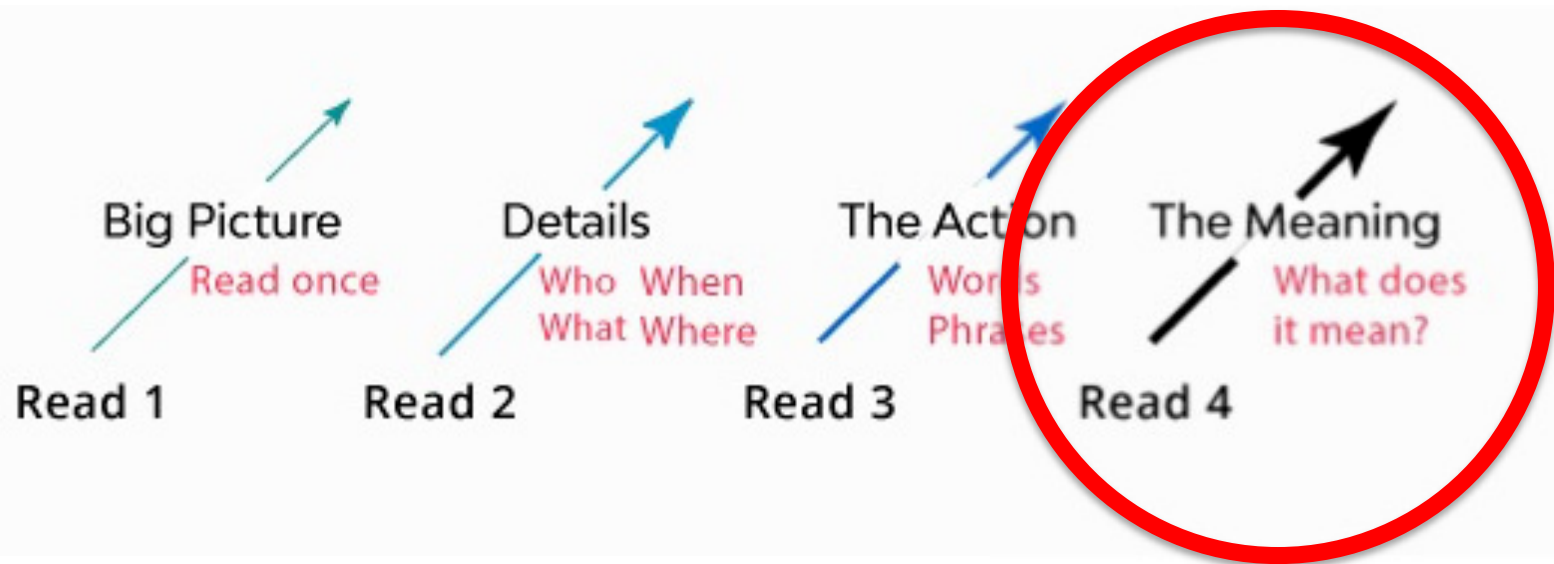 Big Picture
Read once
Read 1
Details
Who When
What Where
Read 2
The Action
Words
Phrases
Read 3
The Meaning
What does
it mean?
Read 4